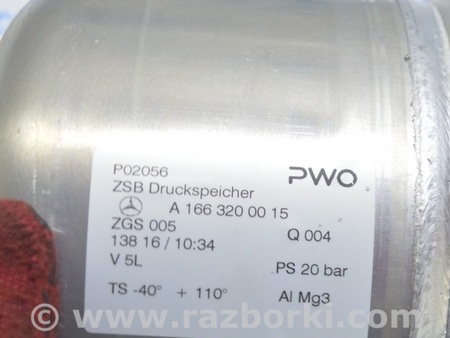 P02056
PWO
ZSB Druckspeicher
A 166 320 00 15
ZGS 005
Q 004
138 16 / 10:34
V 5L
PS 20 bar
TS -40° + 110°
Al Mg3
© www.razborki.com